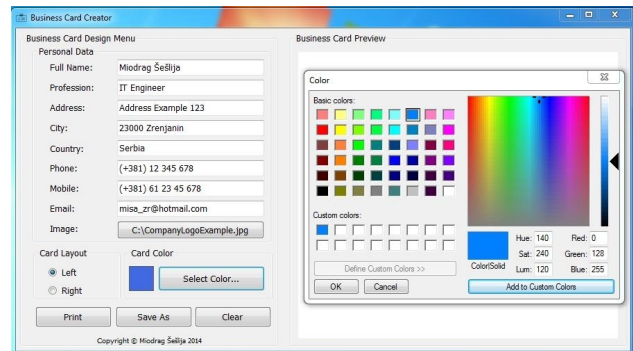 Business Card Creator
Business Card Design Menu
Personal Data
Full Name: Miodrag Šešlija
Profession: IT Engineer
Address: Address Example 123
City: 23000 Zrenjanin
Country: Serbia
Phone: (+381) 12 345 678
Mobile: (+381) 61 23 45 678
Email: misa_zr@hotmail.com
Image: C:\CompanyLogoExample.jpg
Card Layout
Left
Right
Card Color
Select Color...
Print Save As Clear
Copyright © Miodrag Šešlija 2014
Business Card Preview
Color
Basic colors:
Custom colors:
Define Custom Colors >>
OK Cancel
Color|Solid
Hue: 140 Red: 0
Sat: 240 Green: 128
Lum: 120 Blue: 255
Add to Custom Colors